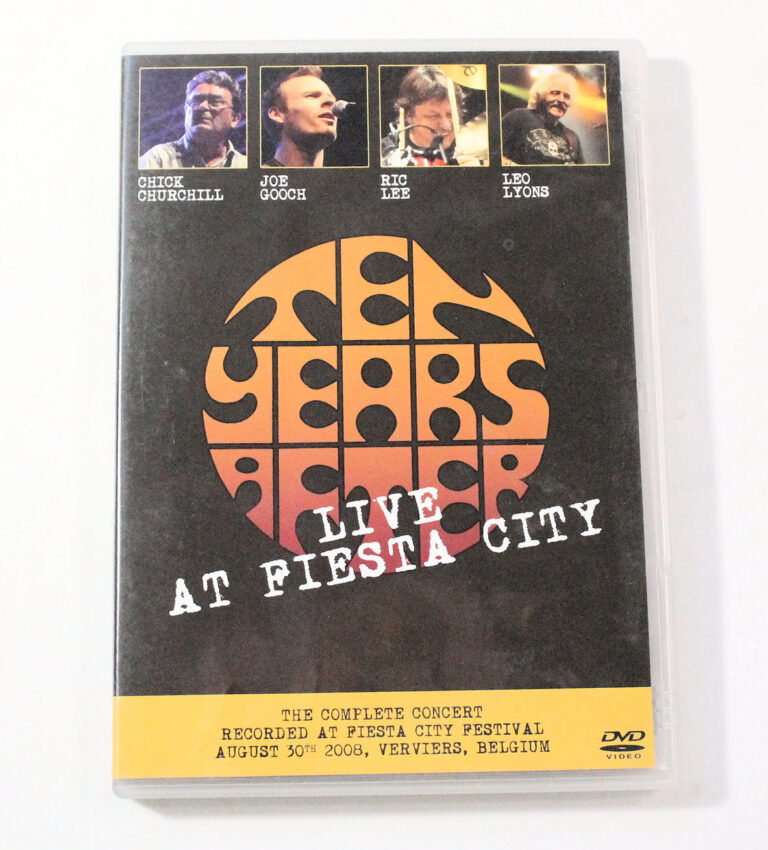 CHICK
CHURCHILL
JOE
GOOCH
RIC
LEE
LEO
LYONS
TEN
YEARS
AFTER
LIVE
AT FIESTA CITY
THE COMPLETE CONCERT
RECORDED AT FIESTA CITY FESTIVAL
AUGUST 30TH 2008, VERVIERS, BELGIUM
DVD
VIDEO